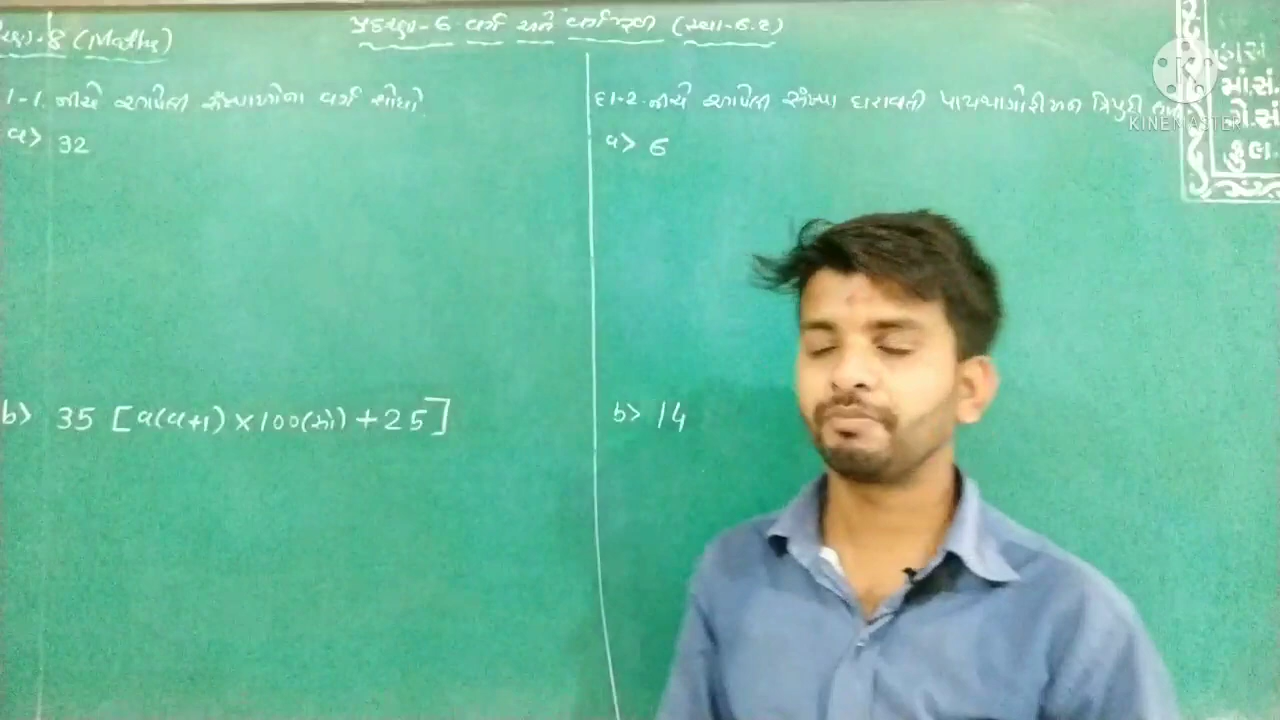 8 (Maths)
પ્રકરણ-6 વર્ગ અને વર્ગમૂળ (સ્વા-6.2)
1-1. નીચે આપેલી સંખ્યાઓના વર્ગ શોધો
a> 32
b> 35 [a(a+1) ×100(સો) +25]
દા-2. નીચે આપેલી સંખ્યા ધરાવતી પાયથાગોરીયન ત્રિપુટી
a> 6
b> 14
માં.સં.
ગે.સં
કુલ.
KINEMASTER